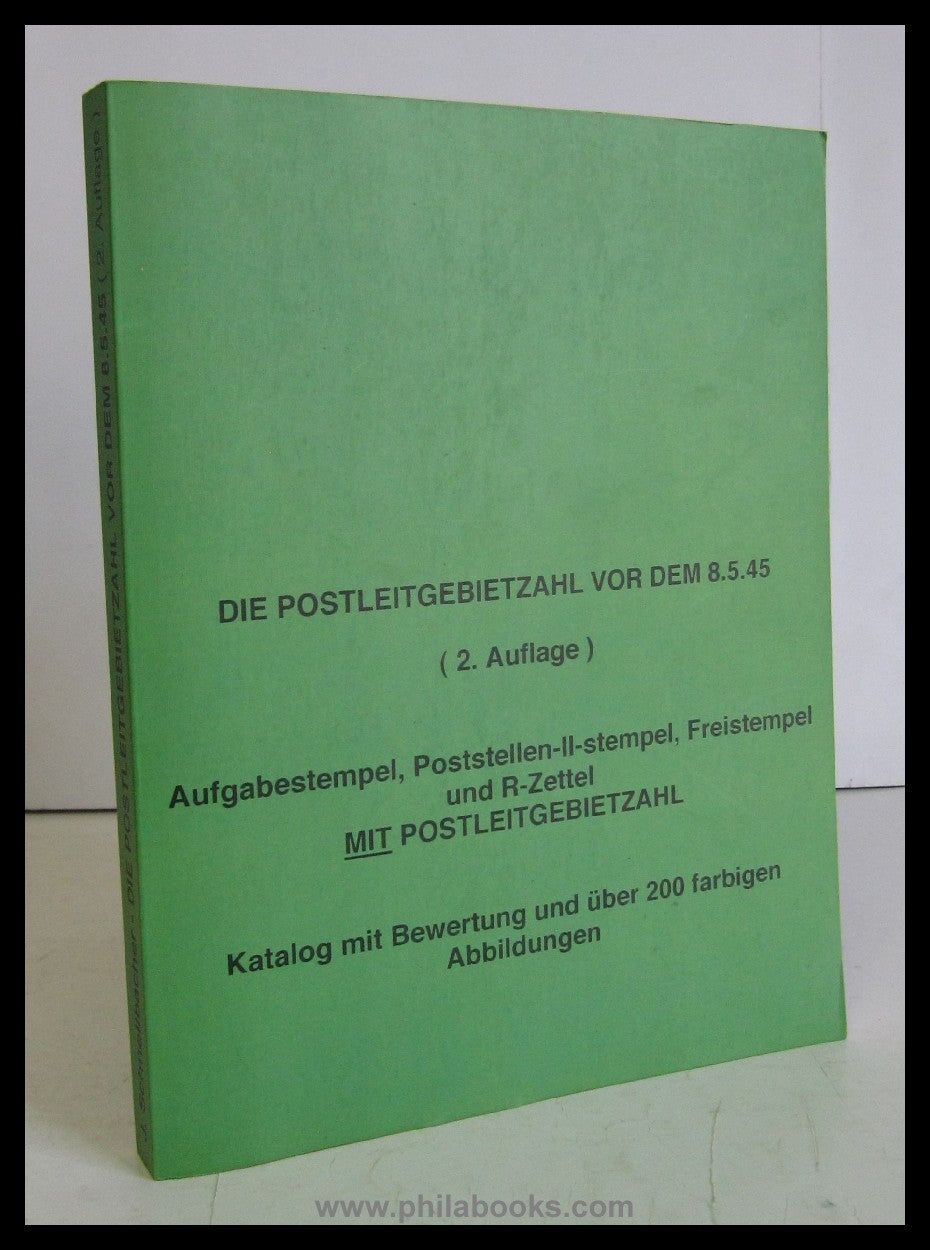 J. Schmalbacher - DIE POSTLEITGEBIETZAHL VOR DEM 8.5.45 ( 2. Auflage )
DIE POSTLEITGEBIETZAHL VOR DEM 8.5.45
( 2. Auflage )
Aufgabestempel, Poststellen-II-stempel, Freistempel
und R-Zettel
MIT POSTLEITGEBIETZAHL
Katalog mit Bewertung und über 200 farbigen
Abbildungen
www.philabooks.com